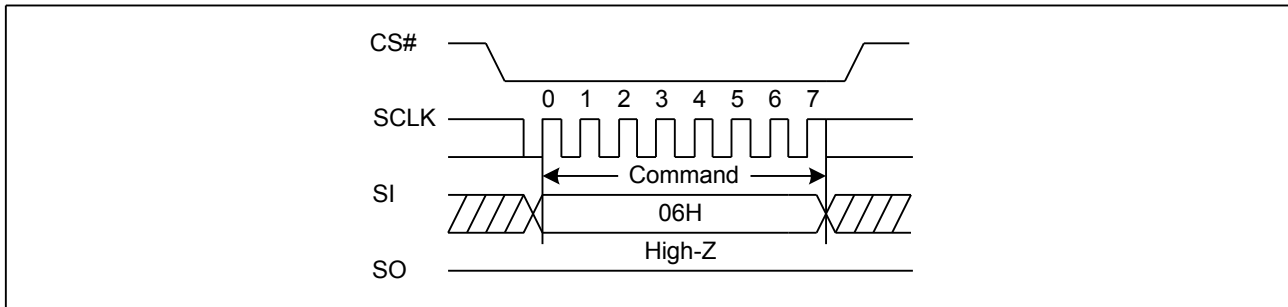 CS#
0 1 2 3 4 5 6 7
SCLK
Command
SI
06H
High-Z
SO